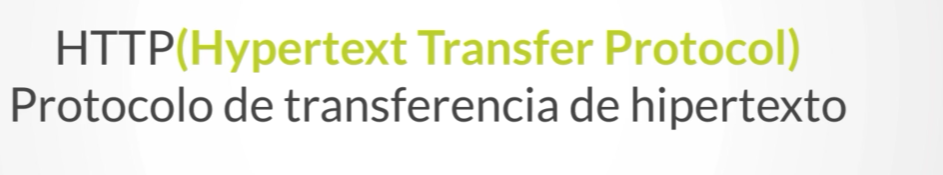 HTTP(Hypertext Transfer Protocol)
Protocolo de transferencia de hipertexto